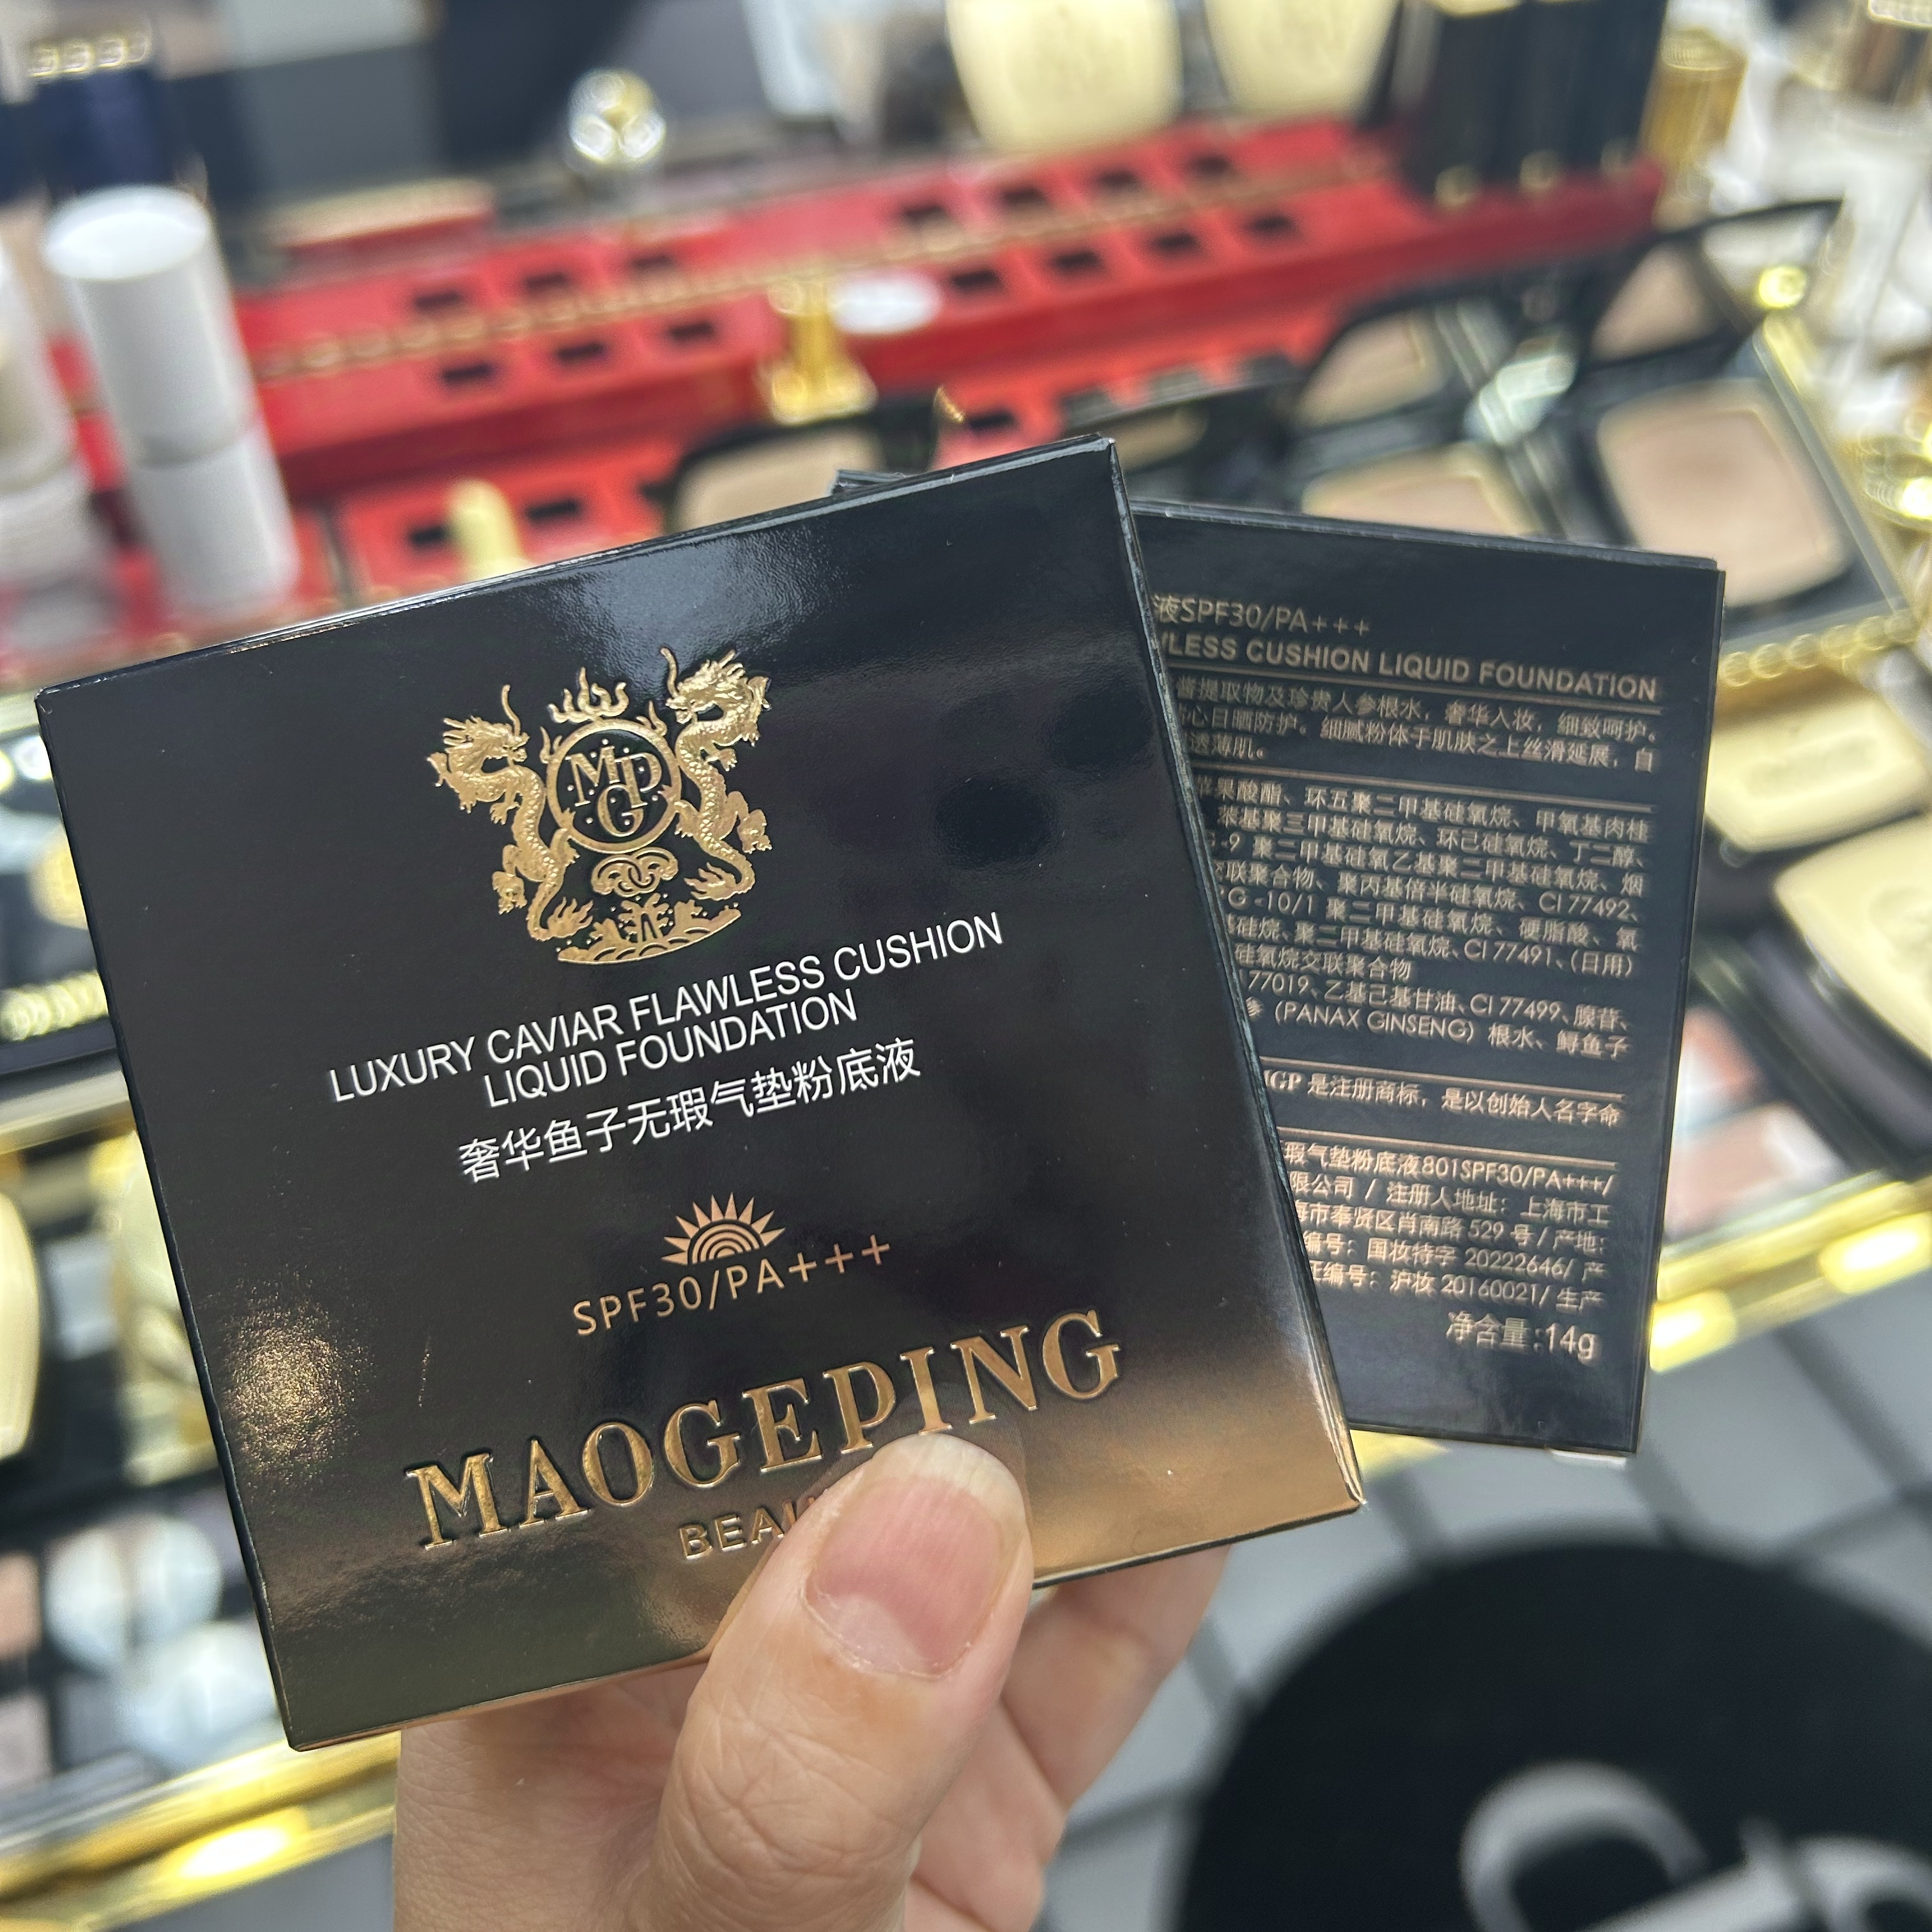 MGP
LUXURY CAVIAR FLAWLESS CUSHION
LIQUID FOUNDATION
奢华鱼子无瑕气垫粉底液
SPF30/PA+++
MAOGEPING
液SPF30/PA+++
LESS CUSHION LIQUID FOUNDATION
酱提取物及珍贵人参根水，奢华入妆，细致呵护。
心日晒防护。细腻粉体于肌肤之上丝滑延展，自
透薄肌。
果酸酯、环五聚二甲基硅氧烷、甲氧基肉桂
苯基聚三甲基硅氧烷、环己硅氧烷、丁二醇、
-9 聚二甲基硅氧乙基聚二甲基硅氧烷、烟
联聚合物、聚丙基倍半硅氧烷、CI 77492、
G-10/1 聚二甲基硅氧烷、硬脂酸、氧
硅烷、聚二甲基硅氧烷、CI 77491、（日用）
硅氧烷交联聚合物
77019、乙基己基甘油、CI 77499、腺苷、
参（PANAX GINSENG）根水、鲟鱼子
GP 是注册商标，是以创始人名字命
瑕气垫粉底液801SPF30/PA+++/
限公司 / 注册人地址：上海市工
市奉贤区肖南路 529 号 / 产地：
编号：国妆特字 20222646/ 产
证编号：沪妆 20160021/ 生产
净含量:14g